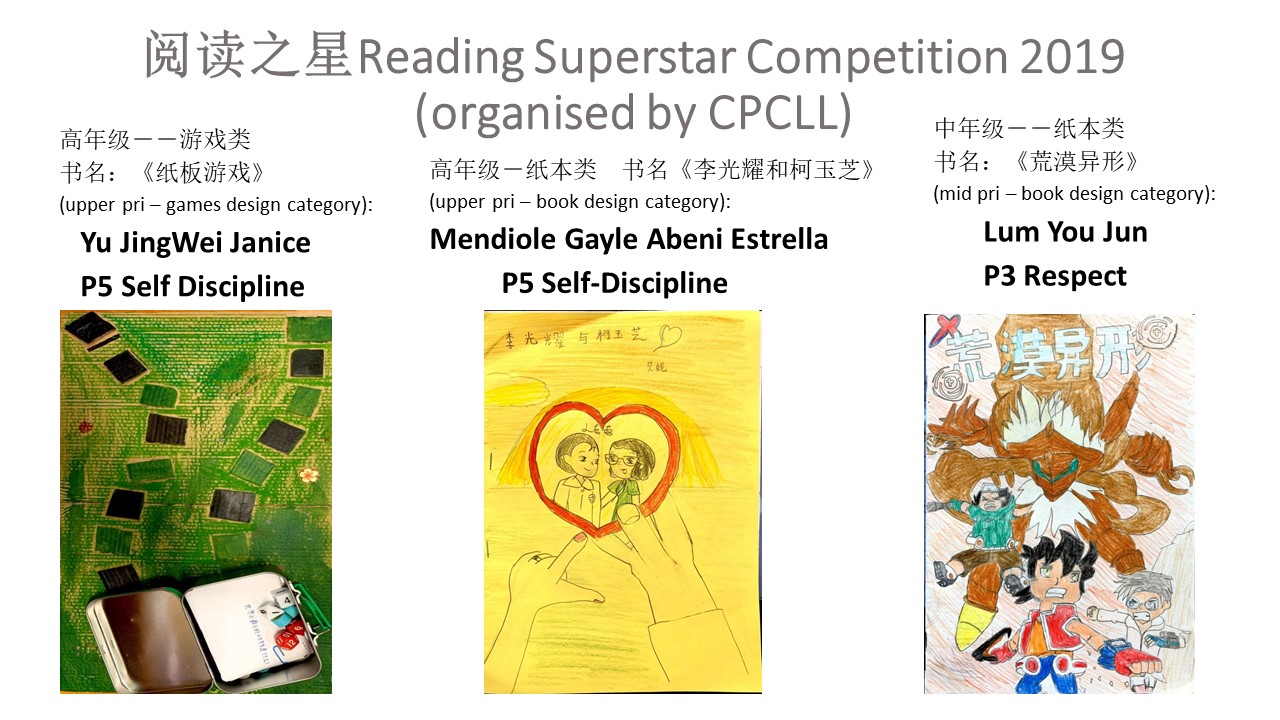 阅读之星Reading Superstar Competition 2019
(organised by CPCLL)
高年级－－游戏类
书名：《纸板游戏》
(upper pri – games design category):
Yu JingWei Janice
P5 Self Discipline
高年级－纸本类　书名《李光耀和柯玉芝》
(upper pri – book design category):
Mendiole Gayle Abeni Estrella
P5 Self-Discipline
中年级－－纸本类
书名：《荒漠异形》
(mid pri – book design category):
Lum You Jun
P3 Respect
李光耀与柯玉芝
LEE
荒漠异形